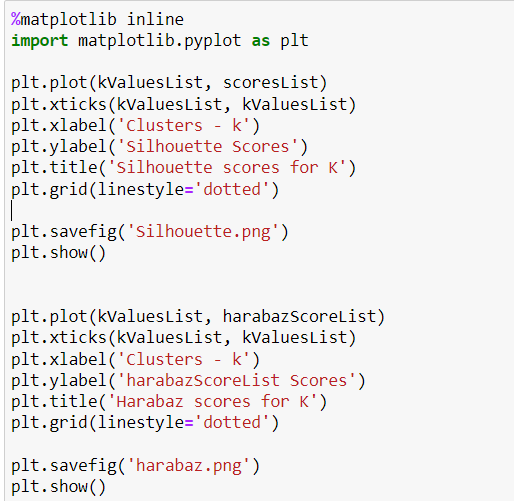 %matplotlib inline
import matplotlib.pyplot as plt
plt.plot(kValuesList, scoresList)
plt.xticks(kValuesList, kValuesList)
plt.xlabel('Clusters - k')
plt.ylabel('Silhouette Scores')
plt.title('Silhouette scores for K')
plt.grid(linestyle='dotted')
plt.savefig('Silhouette.png')
plt.show()
plt.plot(kValuesList, harabazScoreList)
plt.xticks(kValuesList, kValuesList)
plt.xlabel('Clusters - k')
plt.ylabel('harabazScoreList Scores')
plt.title('Harabaz scores for K')
plt.grid(linestyle='dotted')
plt.savefig('harabaz.png')
plt.show()